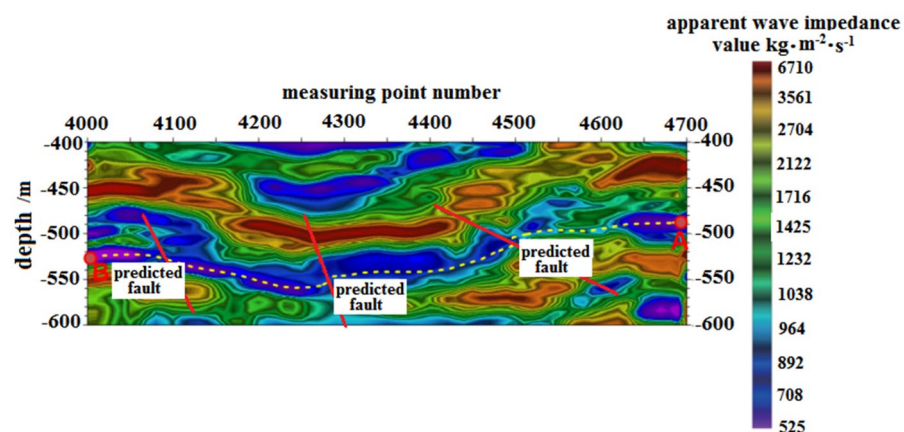 apparent wave impedance
value kg·m⁻²·s⁻¹
measuring point number
4000 4100 4200 4300 4400 4500 4600 4700
depth /m
-400
-450
-500
-550
-600
-400
-450
-500
-550
-600
B
A
predicted
fault
predicted
fault
predicted
fault
6710
3561
2704
2122
1716
1425
1232
1038
964
892
708
525